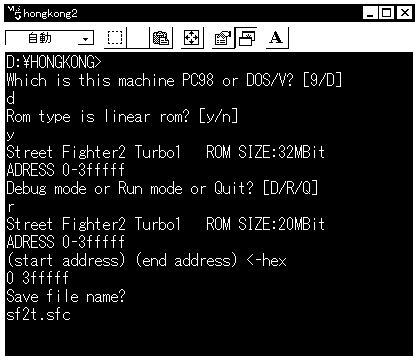 hongkong2
自動
A
D:¥HONGKONG>
Which is this machine PC98 or DOS/V? [9/D]
d
Rom type is linear rom? [y/n]
y
Street Fighter2 Turbo1 ROM SIZE:32MBit
ADRESS 0-3fffff
Debug mode or Run mode or Quit? [D/R/Q]
r
Street Fighter2 Turbo1 ROM SIZE:20MBit
ADRESS 0-3fffff
(start address) (end address) <-hex
0 3fffff
Save file name?
sf2t.sfc